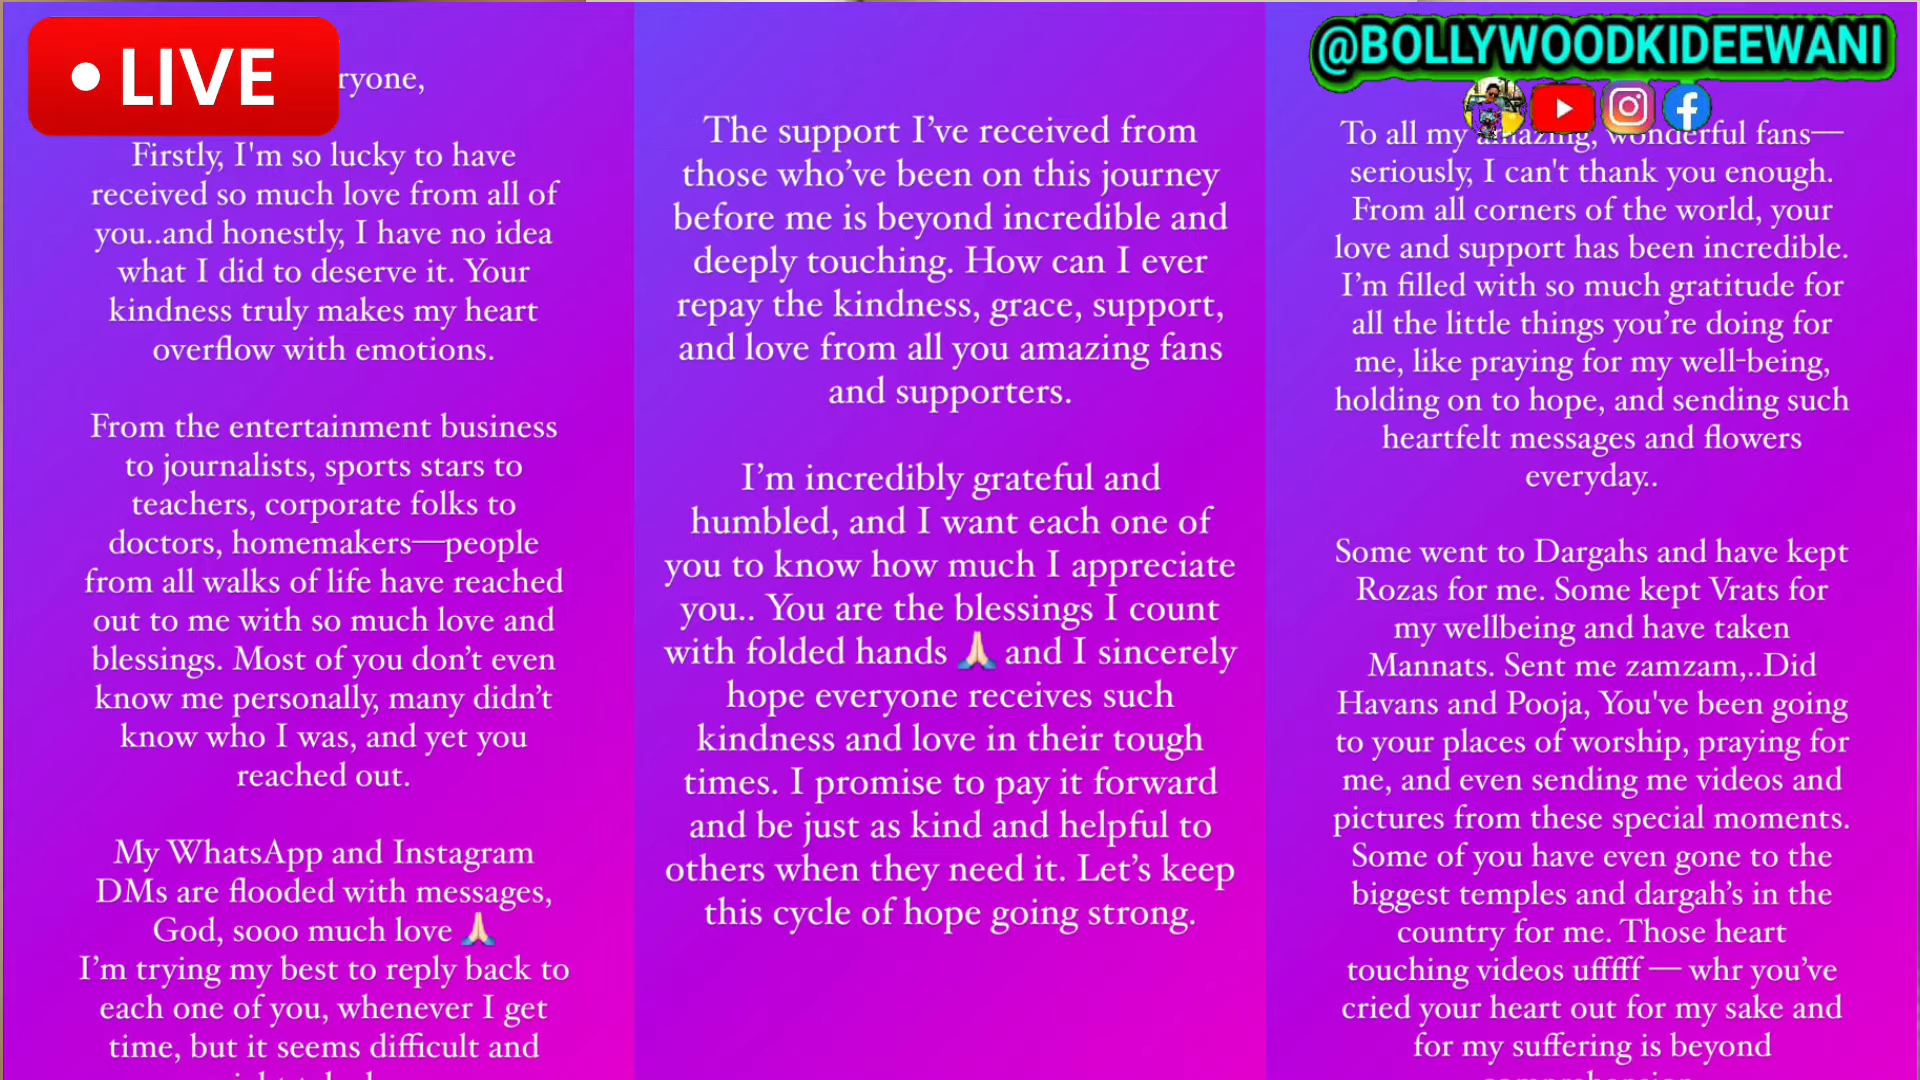 LIVE
ryone,
Firstly, I'm so lucky to have
received so much love from all of
you..and honestly, I have no idea
what I did to deserve it. Your
kindness truly makes my heart
overflow with emotions.
From the entertainment business
to journalists, sports stars to
teachers, corporate folks to
doctors, homemakers—people
from all walks of life have reached
out to me with so much love and
blessings. Most of you don’t even
know me personally, many didn’t
know who I was, and yet you
reached out.
My WhatsApp and Instagram
DMs are flooded with messages,
God, sooo much love 🙏🏻
I’m trying my best to reply back to
each one of you, whenever I get
time, but it seems difficult and
The support I’ve received from
those who’ve been on this journey
before me is beyond incredible and
deeply touching. How can I ever
repay the kindness, grace, support,
and love from all you amazing fans
and supporters.
I’m incredibly grateful and
humbled, and I want each one of
you to know how much I appreciate
you.. You are the blessings I count
with folded hands 🙏🏻 and I sincerely
hope everyone receives such
kindness and love in their tough
times. I promise to pay it forward
and be just as kind and helpful to
others when they need it. Let’s keep
this cycle of hope going strong.
@BOLLYWOODKIDEEWANI
To all my amazing, wonderful fans—
seriously, I can't thank you enough.
From all corners of the world, your
love and support has been incredible.
I’m filled with so much gratitude for
all the little things you’re doing for
me, like praying for my well-being,
holding on to hope, and sending such
heartfelt messages and flowers
everyday..
Some went to Dargahs and have kept
Rozas for me. Some kept Vrats for
my wellbeing and have taken
Mannats. Sent me zamzam,..Did
Havans and Pooja, You've been going
to your places of worship, praying for
me, and even sending me videos and
pictures from these special moments.
Some of you have even gone to the
biggest temples and dargah’s in the
country for me. Those heart
touching videos uffff — whr you’ve
cried your heart out for my sake and
for my suffering is beyond